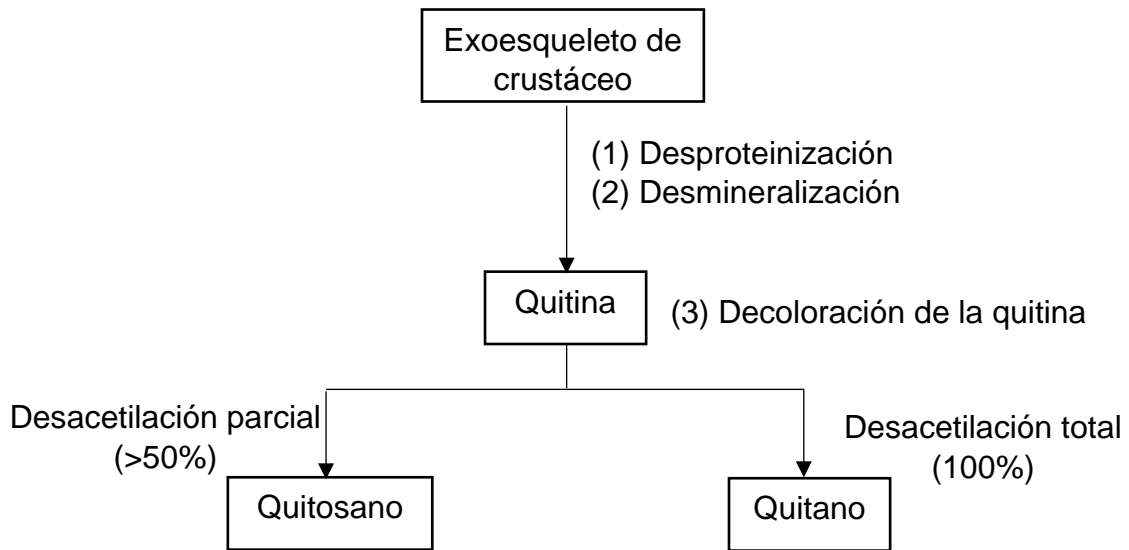 Exoesqueleto de
crustáceo
(1) Desproteinización
(2) Desmineralización
Quitina
(3) Decoloración de la quitina
Desacetilación parcial
(>50%)
Desacetilación total
(100%)
Quitosano
Quitano